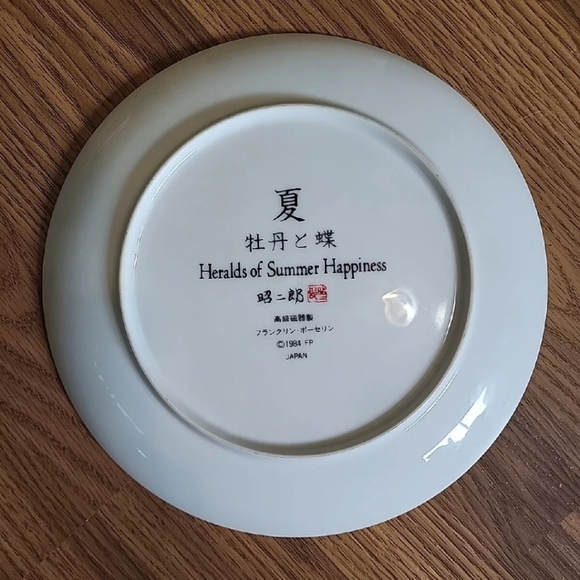 夏
牡丹と蝶
Heralds of Summer Happiness
昭二郎
高級磁器製
フランクリン・ポーセリン
©1984 FP
JAPAN